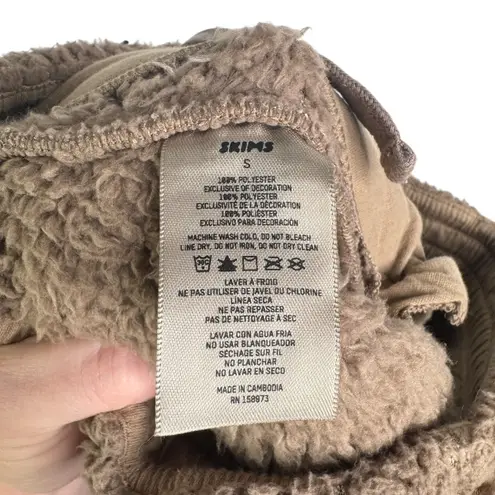 SKIMS
S
100% POLYESTER
EXCLUSIVE OF DECORATION
100% POLYESTER
EXCLUSIVITÉ DE LA DÉCORATION
100% POLIÉSTER
EXCLUSIVO PARA DECORACIÓN
MACHINE WASH COLD, DO NOT BLEACH
LINE DRY, DO NOT IRON, DO NOT DRY CLEAN
30C
LAVER À FROID
NE PAS UTILISER DE JAVEL DU CHLORINE
LÍNEA SECA
NE PAS REPASSER
PAS DE NETTOYAGE À SEC
LAVAR CON AGUA FRIA
NO USAR BLANQUEADOR
SÉCHAGE SUR FIL
NO PLANCHAR
NO LAVAR EN SECO
MADE IN CAMBODIA
RN 158973